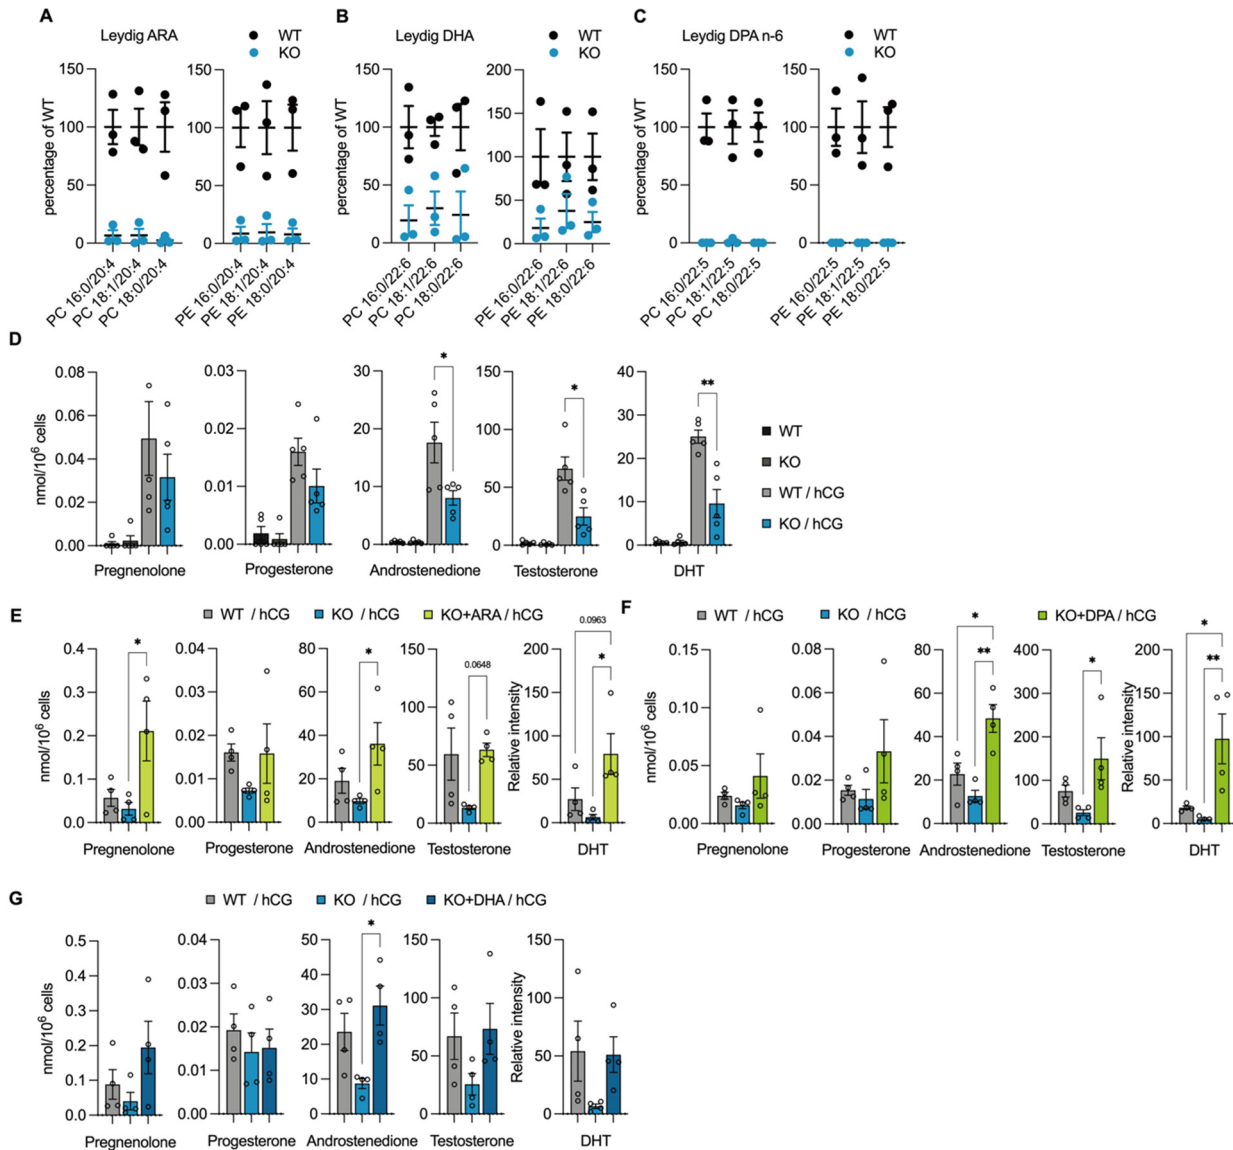 A
Leydig ARA
WT
KO
percentage of WT
150
100
50
0
PC 16:0/20:4
PC 18:1/20:4
PC 18:0/20:4
150
100
50
0
PE 16:0/20:4
PE 18:1/20:4
PE 18:0/20:4
B
Leydig DHA
WT
KO
percentage of WT
150
100
50
0
PC 16:0/22:6
PC 18:1/22:6
PC 18:0/22:6
200
150
100
50
0
PE 16:0/22:6
PE 18:1/22:6
PE 18:0/22:6
C
Leydig DPA n-6
WT
KO
percentage of WT
150
100
50
0
PC 16:0/22:5
PC 18:1/22:5
PC 18:0/22:5
150
100
50
0
PE 16:0/22:5
PE 18:1/22:5
PE 18:0/22:5
D
nmol/10⁶ cells
0.08
0.06
0.04
0.02
0.00
Pregnenolone
0.03
0.02
0.01
0.00
Progesterone
30
20
10
0
*
Androstenedione
150
100
50
0
*
Testosterone
40
30
20
10
0
**
DHT
WT
KO
WT / hCG
KO / hCG
E
WT / hCG
KO / hCG
KO+ARA / hCG
nmol/10⁶ cells
0.4
0.3
0.2
0.1
0.0
*
Pregnenolone
0.04
0.03
0.02
0.01
0.00
Progesterone
80
60
40
20
0
*
Androstenedione
150
100
50
0
0.0648
Testosterone
Relative intensity
200
150
100
50
0
0.0963
*
DHT
F
WT / hCG
KO / hCG
KO+DPA / hCG
nmol/10⁶ cells
0.15
0.10
0.05
0.00
Pregnenolone
0.08
0.06
0.04
0.02
0.00
Progesterone
80
60
40
20
0
*
**
Androstenedione
400
300
200
100
0
*
Testosterone
Relative intensity
200
150
100
50
0
*
**
DHT
G
WT / hCG
KO / hCG
KO+DHA / hCG
nmol/10⁶ cells
0.5
0.4
0.3
0.2
0.1
0.0
Pregnenolone
0.04
0.03
0.02
0.01
0.00
Progesterone
50
40
30
20
10
0
*
Androstenedione
150
100
50
0
Testosterone
Relative intensity
150
100
50
0
DHT